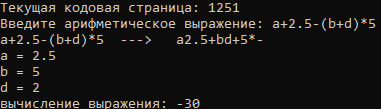 Текущая кодовая страница: 1251
Введите арифметическое выражение: a+2.5-(b+d)*5
a+2.5-(b+d)*5  --->   a2.5+bd+5*-
a = 2.5
b = 5
d = 2
вычисление выражения: -30